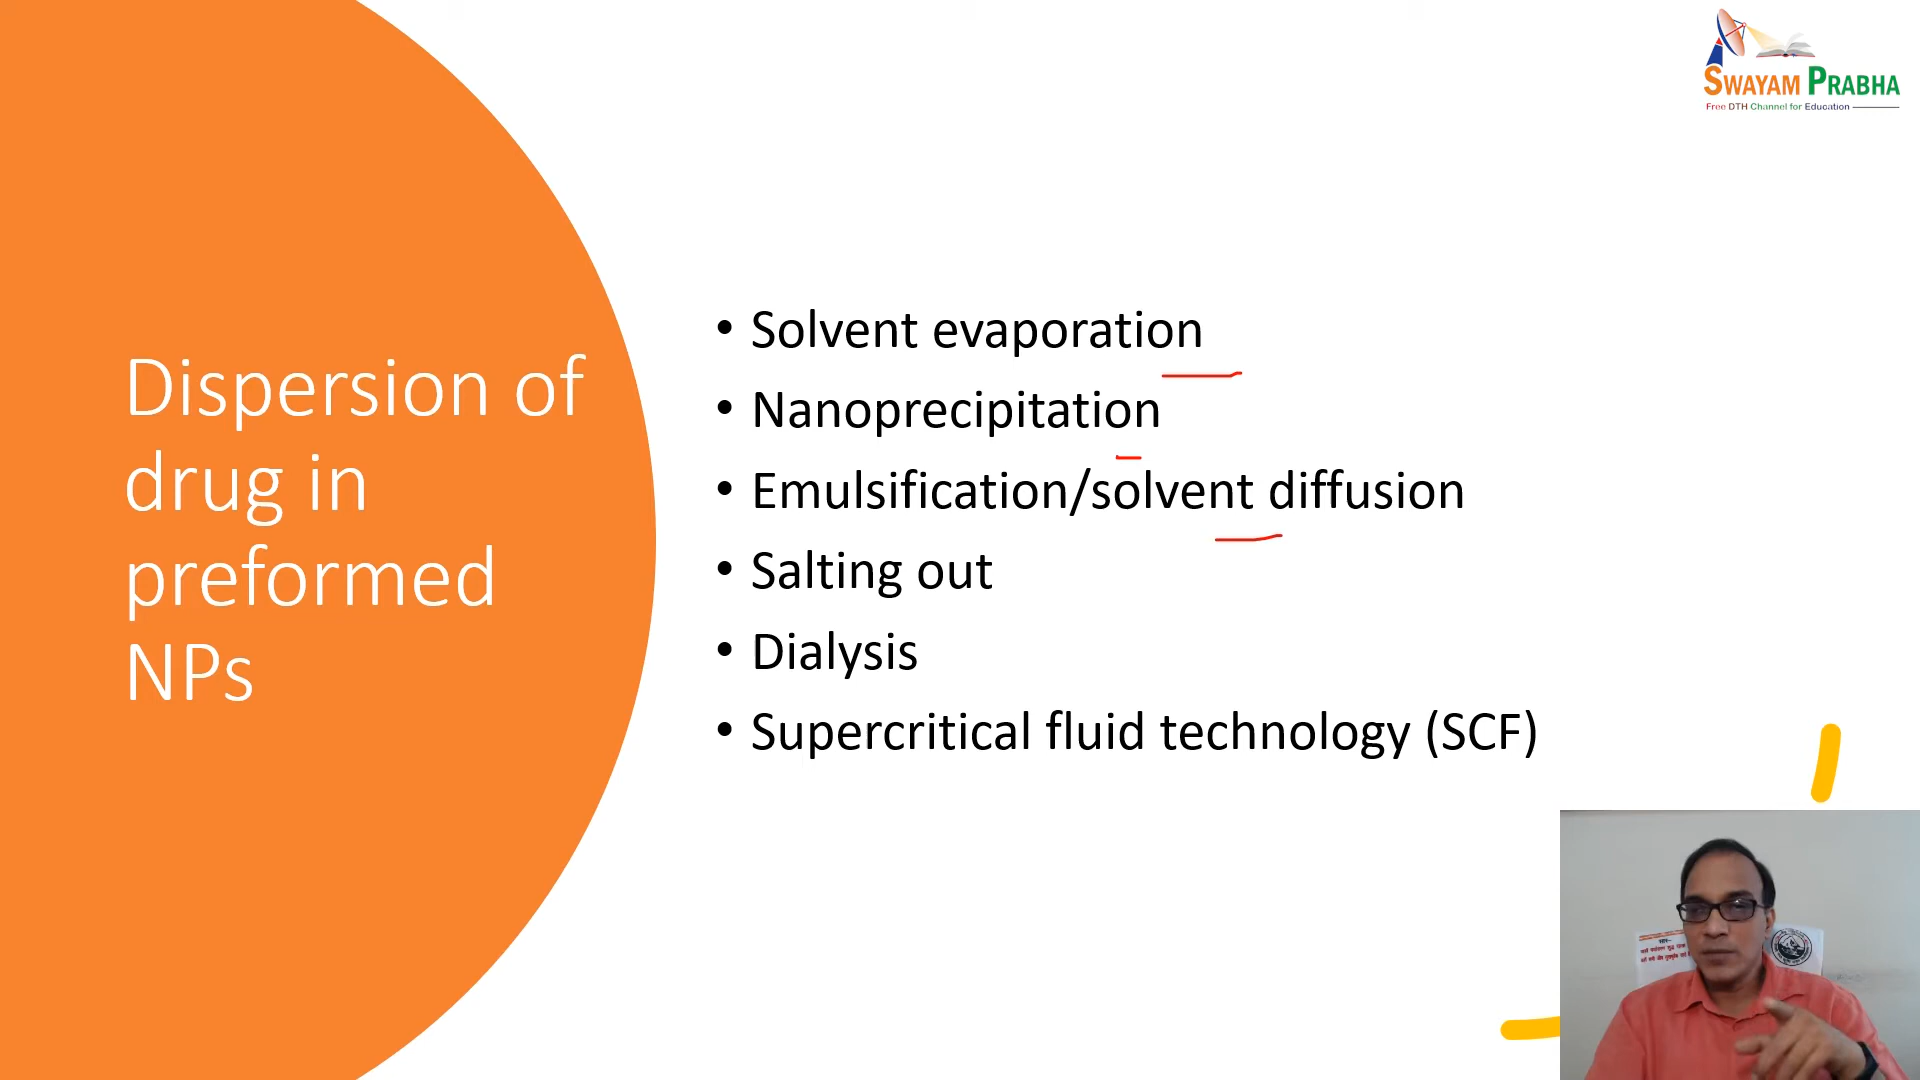 SWAYAM PRABHA
Free DTH Channel for Education
Dispersion of
drug in
preformed
NPs
• Solvent evaporation
• Nanoprecipitation
• Emulsification/solvent diffusion
• Salting out
• Dialysis
• Supercritical fluid technology (SCF)